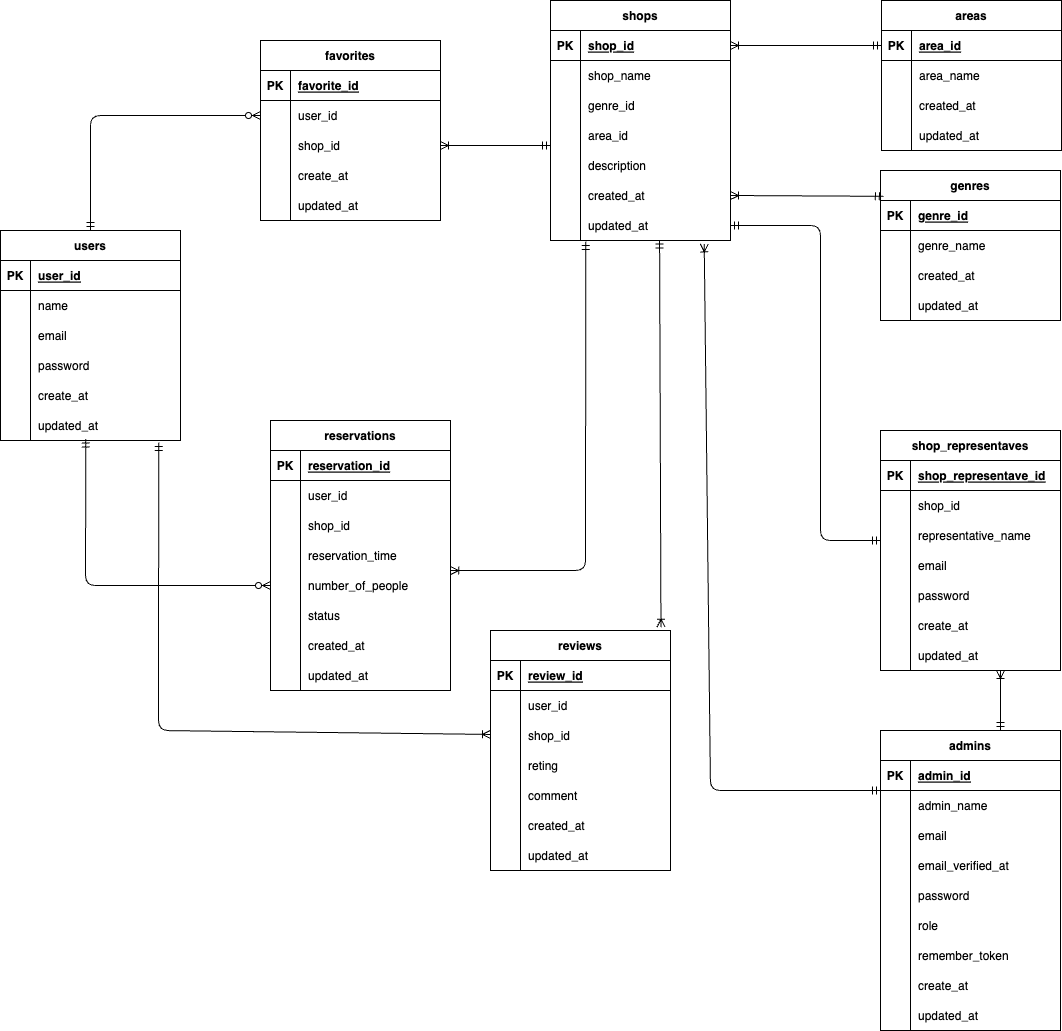 shops
PK shop_id
shop_name
genre_id
area_id
description
created_at
updated_at
areas
PK area_id
area_name
created_at
updated_at
favorites
PK favorite_id
user_id
shop_id
create_at
updated_at
genres
PK genre_id
genre_name
created_at
updated_at
users
PK user_id
name
email
password
create_at
updated_at
reservations
PK reservation_id
user_id
shop_id
reservation_time
number_of_people
status
created_at
updated_at
shop_representaves
PK shop_representave_id
shop_id
representative_name
email
password
create_at
updated_at
reviews
PK review_id
user_id
shop_id
reting
comment
created_at
updated_at
admins
PK admin_id
admin_name
email
email_verified_at
password
role
remember_token
create_at
updated_at